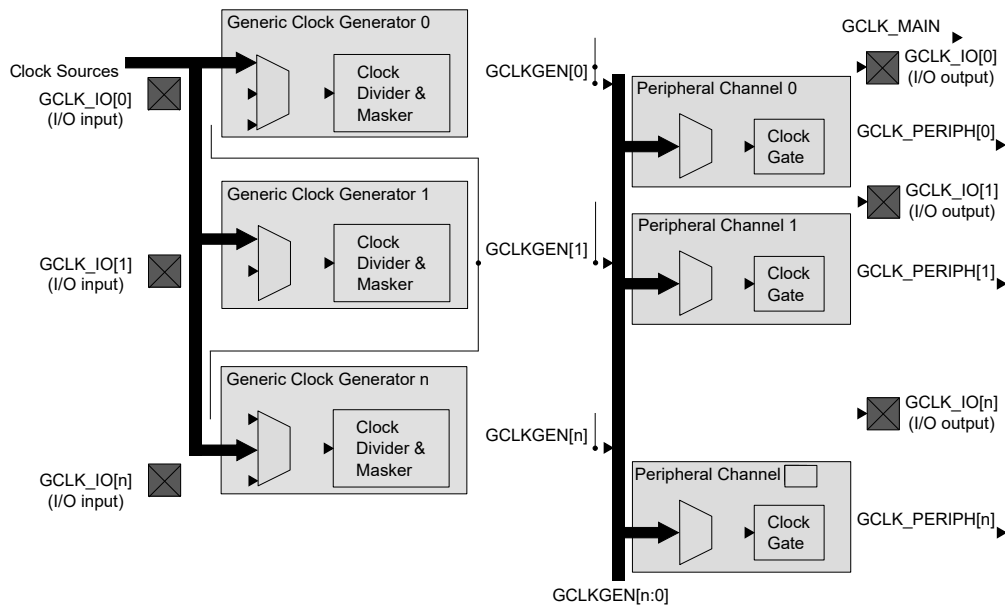 Generic Clock Generator 0
Clock Sources
GCLK_IO[0]
(I/O input)
Clock
Divider &
Masker
Generic Clock Generator 1
GCLK_IO[1]
(I/O input)
Clock
Divider &
Masker
Generic Clock Generator n
GCLK_IO[n]
(I/O input)
Clock
Divider &
Masker
GCLKGEN[0]
GCLKGEN[1]
GCLKGEN[n]
GCLKGEN[n:0]
Peripheral Channel 0
Clock
Gate
Peripheral Channel 1
Clock
Gate
Peripheral Channel
Clock
Gate
GCLK_MAIN
GCLK_IO[0]
(I/O output)
GCLK_PERIPH[0]
GCLK_IO[1]
(I/O output)
GCLK_PERIPH[1]
GCLK_IO[n]
(I/O output)
GCLK_PERIPH[n]